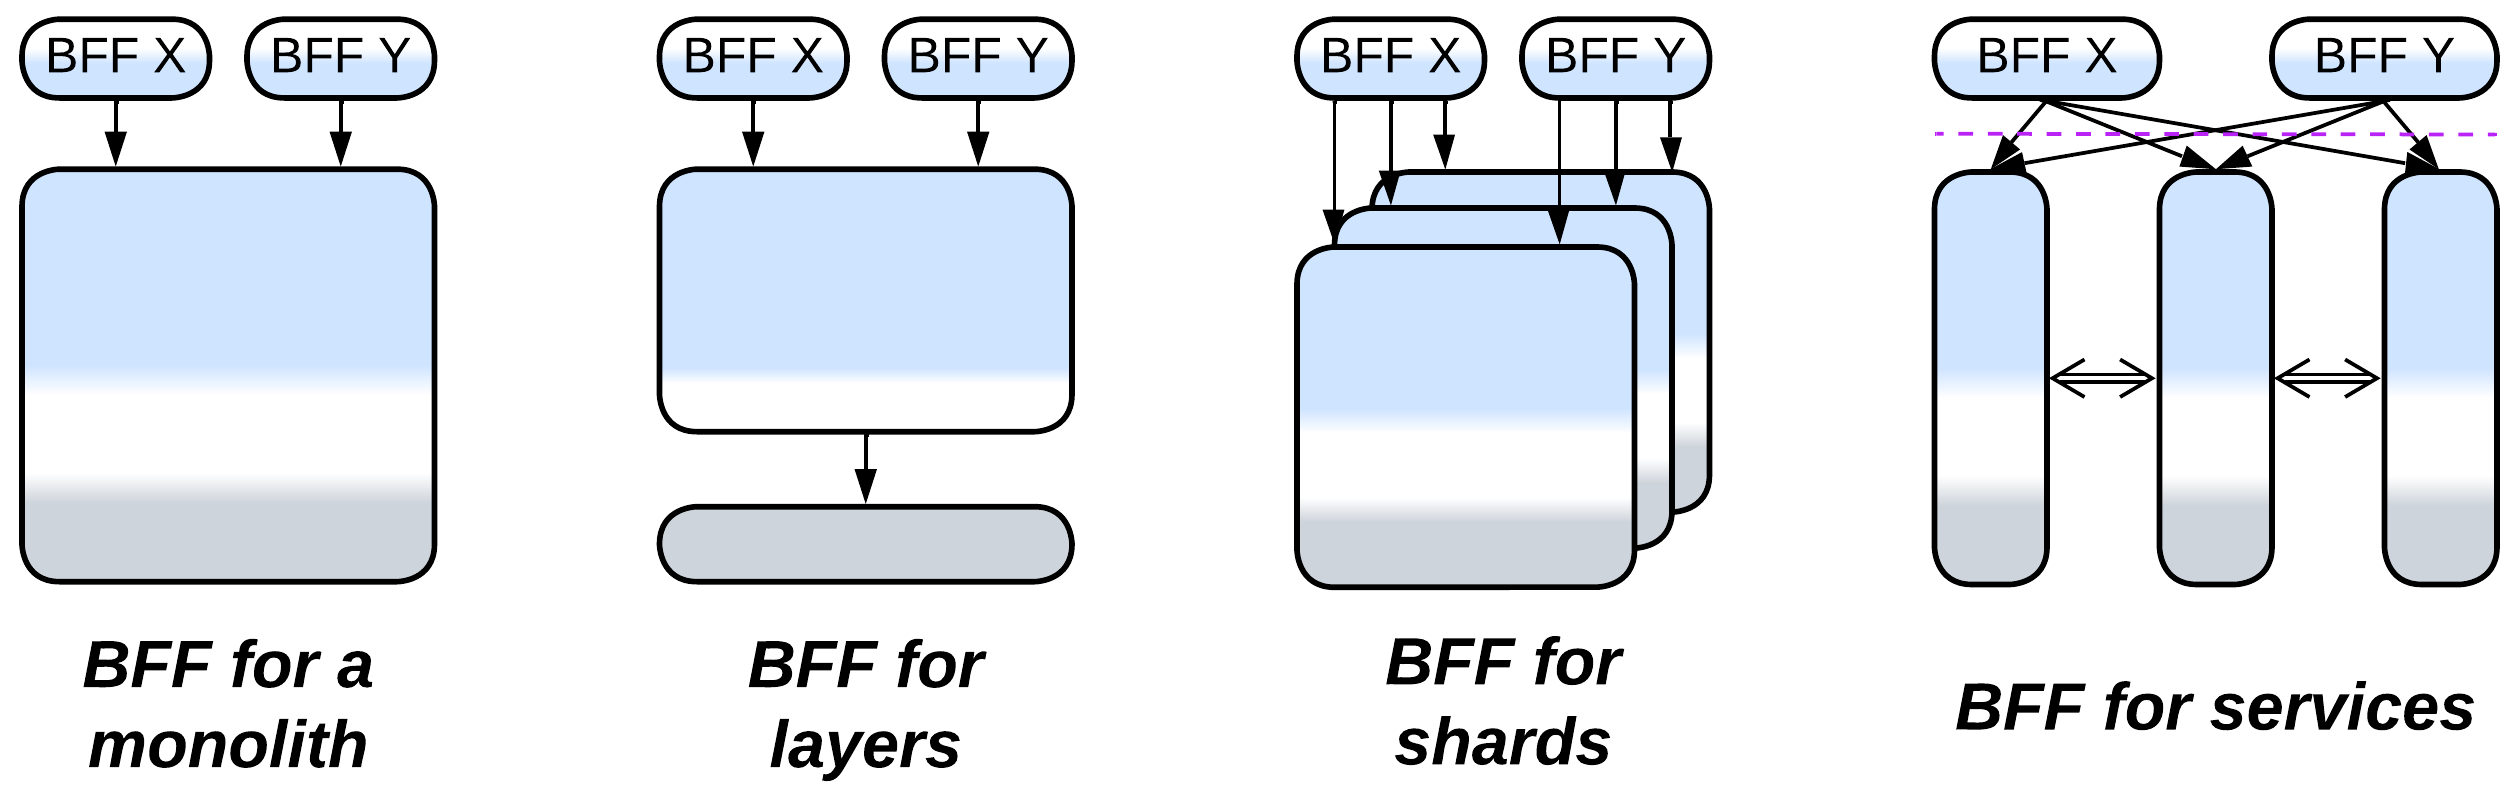 BFF X
BFF Y
BFF X
BFF Y
BFF X
BFF Y
BFF X
BFF Y
BFF for a
monolith
BFF for
layers
BFF for
shards
BFF for services